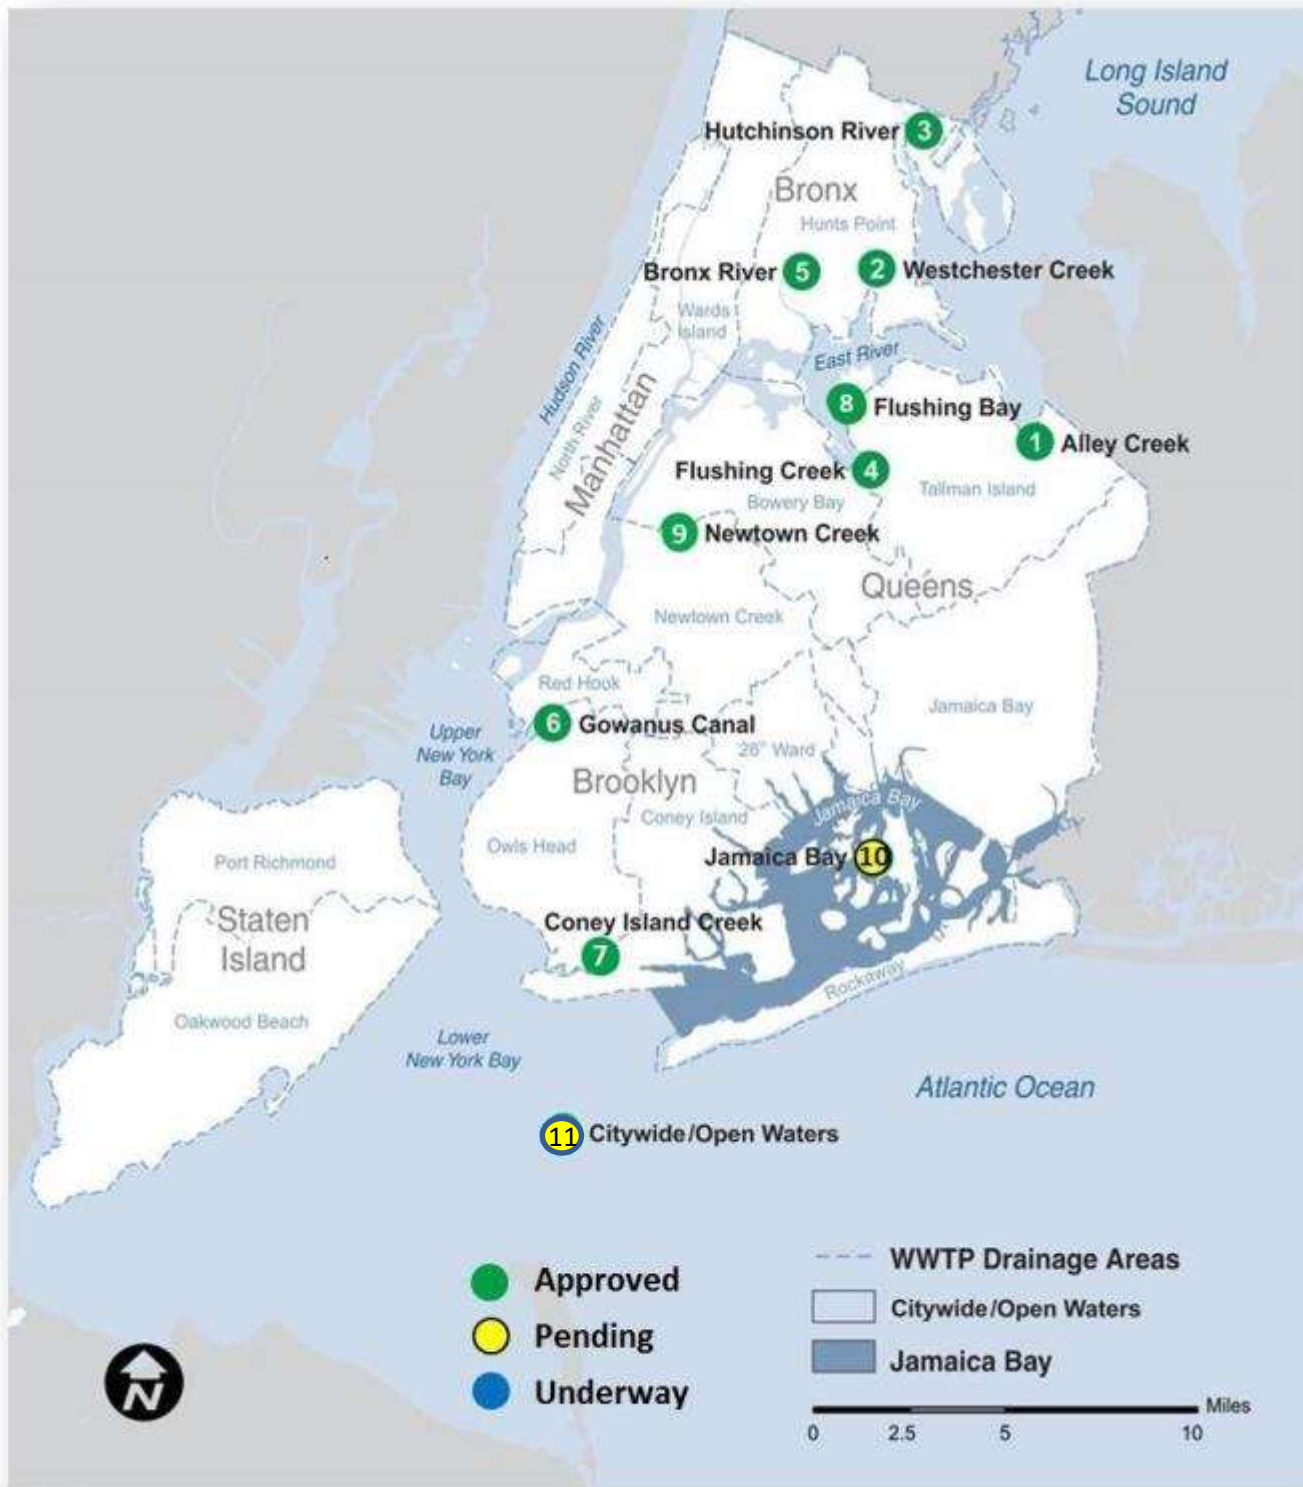 Long Island
Sound
Hutchinson River 3
Bronx
Hunts Point
Bronx River 5
2 Westchester Creek
Wards
Island
East River
Hudson River
North River
Manhattan
8 Flushing Bay
1 Alley Creek
Flushing Creek 4
Tallman Island
Bowery Bay
9 Newtown Creek
Queens
Newtown Creek
Red Hook
Jamaica Bay
6 Gowanus Canal
Upper
New York
Bay
26" Ward
Brooklyn
Coney Island
Jamaica Bay
Owls Head
Jamaica Bay 10
Port Richmond
Staten
Island
Coney Island Creek
7
Rockaway
Oakwood Beach
Lower
New York Bay
Atlantic Ocean
11 Citywide/Open Waters
Approved
Pending
Underway
WWTP Drainage Areas
Citywide/Open Waters
Jamaica Bay
Miles
0 2.5 5 10
N